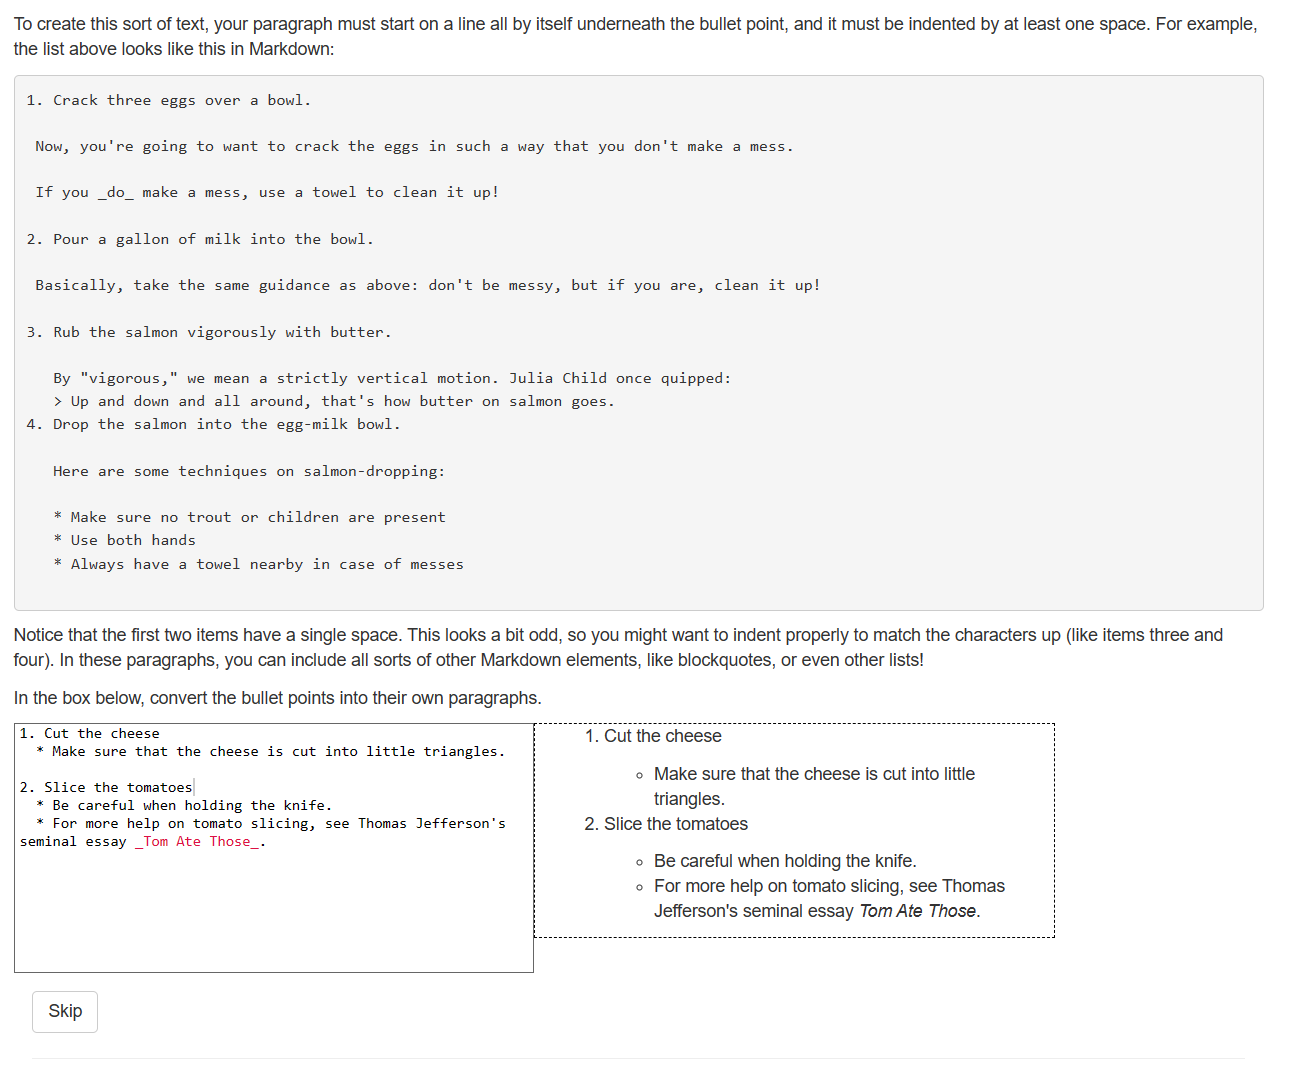 To create this sort of text, your paragraph must start on a line all by itself underneath the bullet point, and it must be indented by at least one space. For example,
the list above looks like this in Markdown:
1. Crack three eggs over a bowl.
Now, you're going to want to crack the eggs in such a way that you don't make a mess.
If you _do_ make a mess, use a towel to clean it up!
2. Pour a gallon of milk into the bowl.
Basically, take the same guidance as above: don't be messy, but if you are, clean it up!
3. Rub the salmon vigorously with butter.
By "vigorous," we mean a strictly vertical motion. Julia Child once quipped:
> Up and down and all around, that's how butter on salmon goes.
4. Drop the salmon into the egg-milk bowl.
Here are some techniques on salmon-dropping:
* Make sure no trout or children are present
* Use both hands
* Always have a towel nearby in case of messes
Notice that the first two items have a single space. This looks a bit odd, so you might want to indent properly to match the characters up (like items three and
four). In these paragraphs, you can include all sorts of other Markdown elements, like blockquotes, or even other lists!
In the box below, convert the bullet points into their own paragraphs.
1. Cut the cheese
* Make sure that the cheese is cut into little triangles.
2. Slice the tomatoes
* Be careful when holding the knife.
* For more help on tomato slicing, see Thomas Jefferson's
seminal essay _Tom Ate Those_.
1. Cut the cheese
◦ Make sure that the cheese is cut into little
triangles.
2. Slice the tomatoes
◦ Be careful when holding the knife.
◦ For more help on tomato slicing, see Thomas
Jefferson's seminal essay Tom Ate Those.
Skip